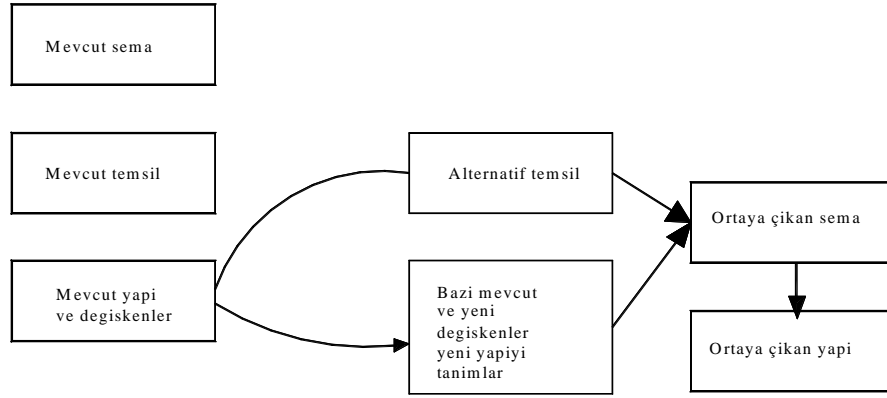 Mevcut sema
Mevcut temsil
Alternatif temsil
Ortaya çikan sema
Mevcut yapi
ve degiskenler
Bazi mevcut
ve yeni
degiskenler
yeni yapiyi
tanimlar
Ortaya çikan yapi